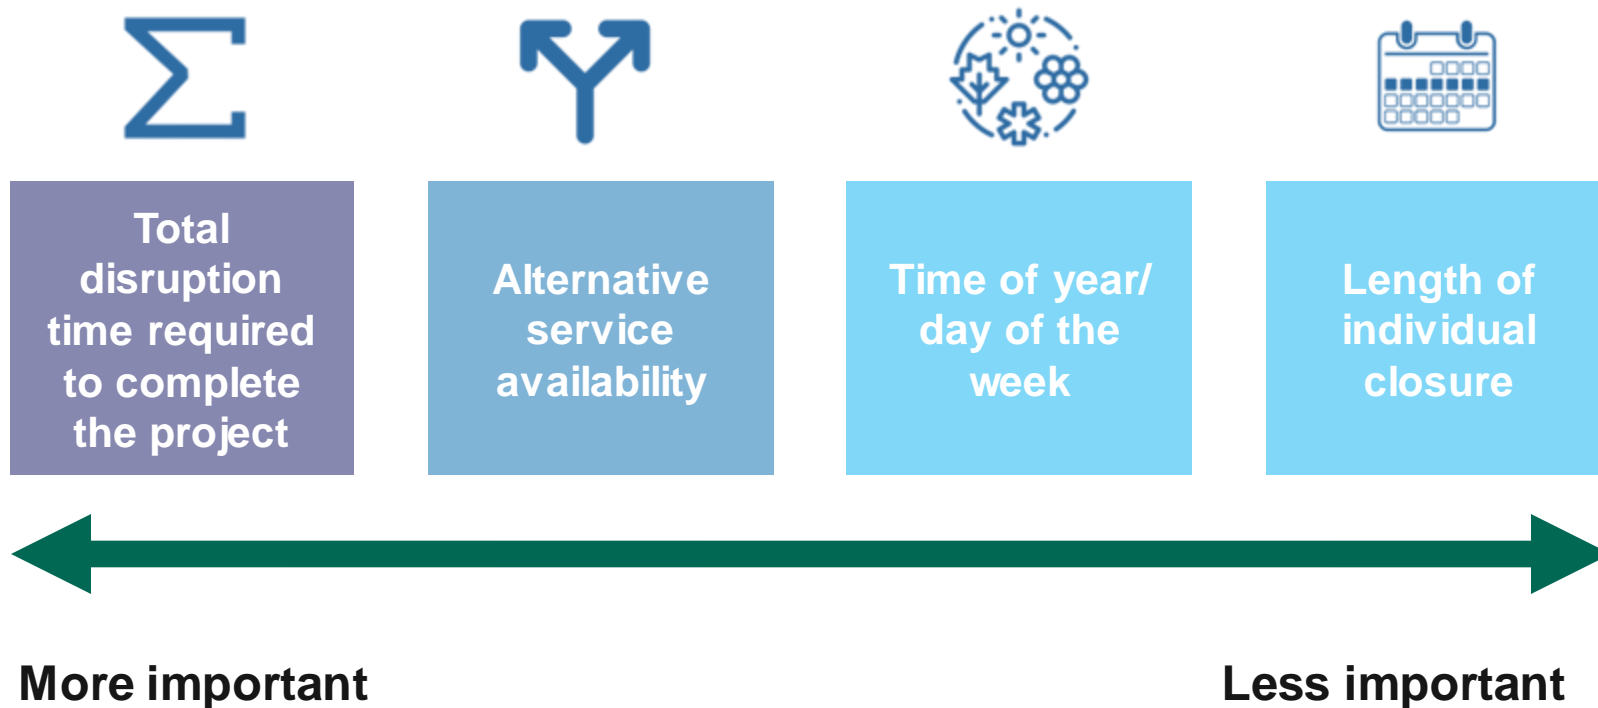 Total
disruption
time required
to complete
the project
Alternative
service
availability
Time of year/
day of the
week
Length of
individual
closure
More important
Less important